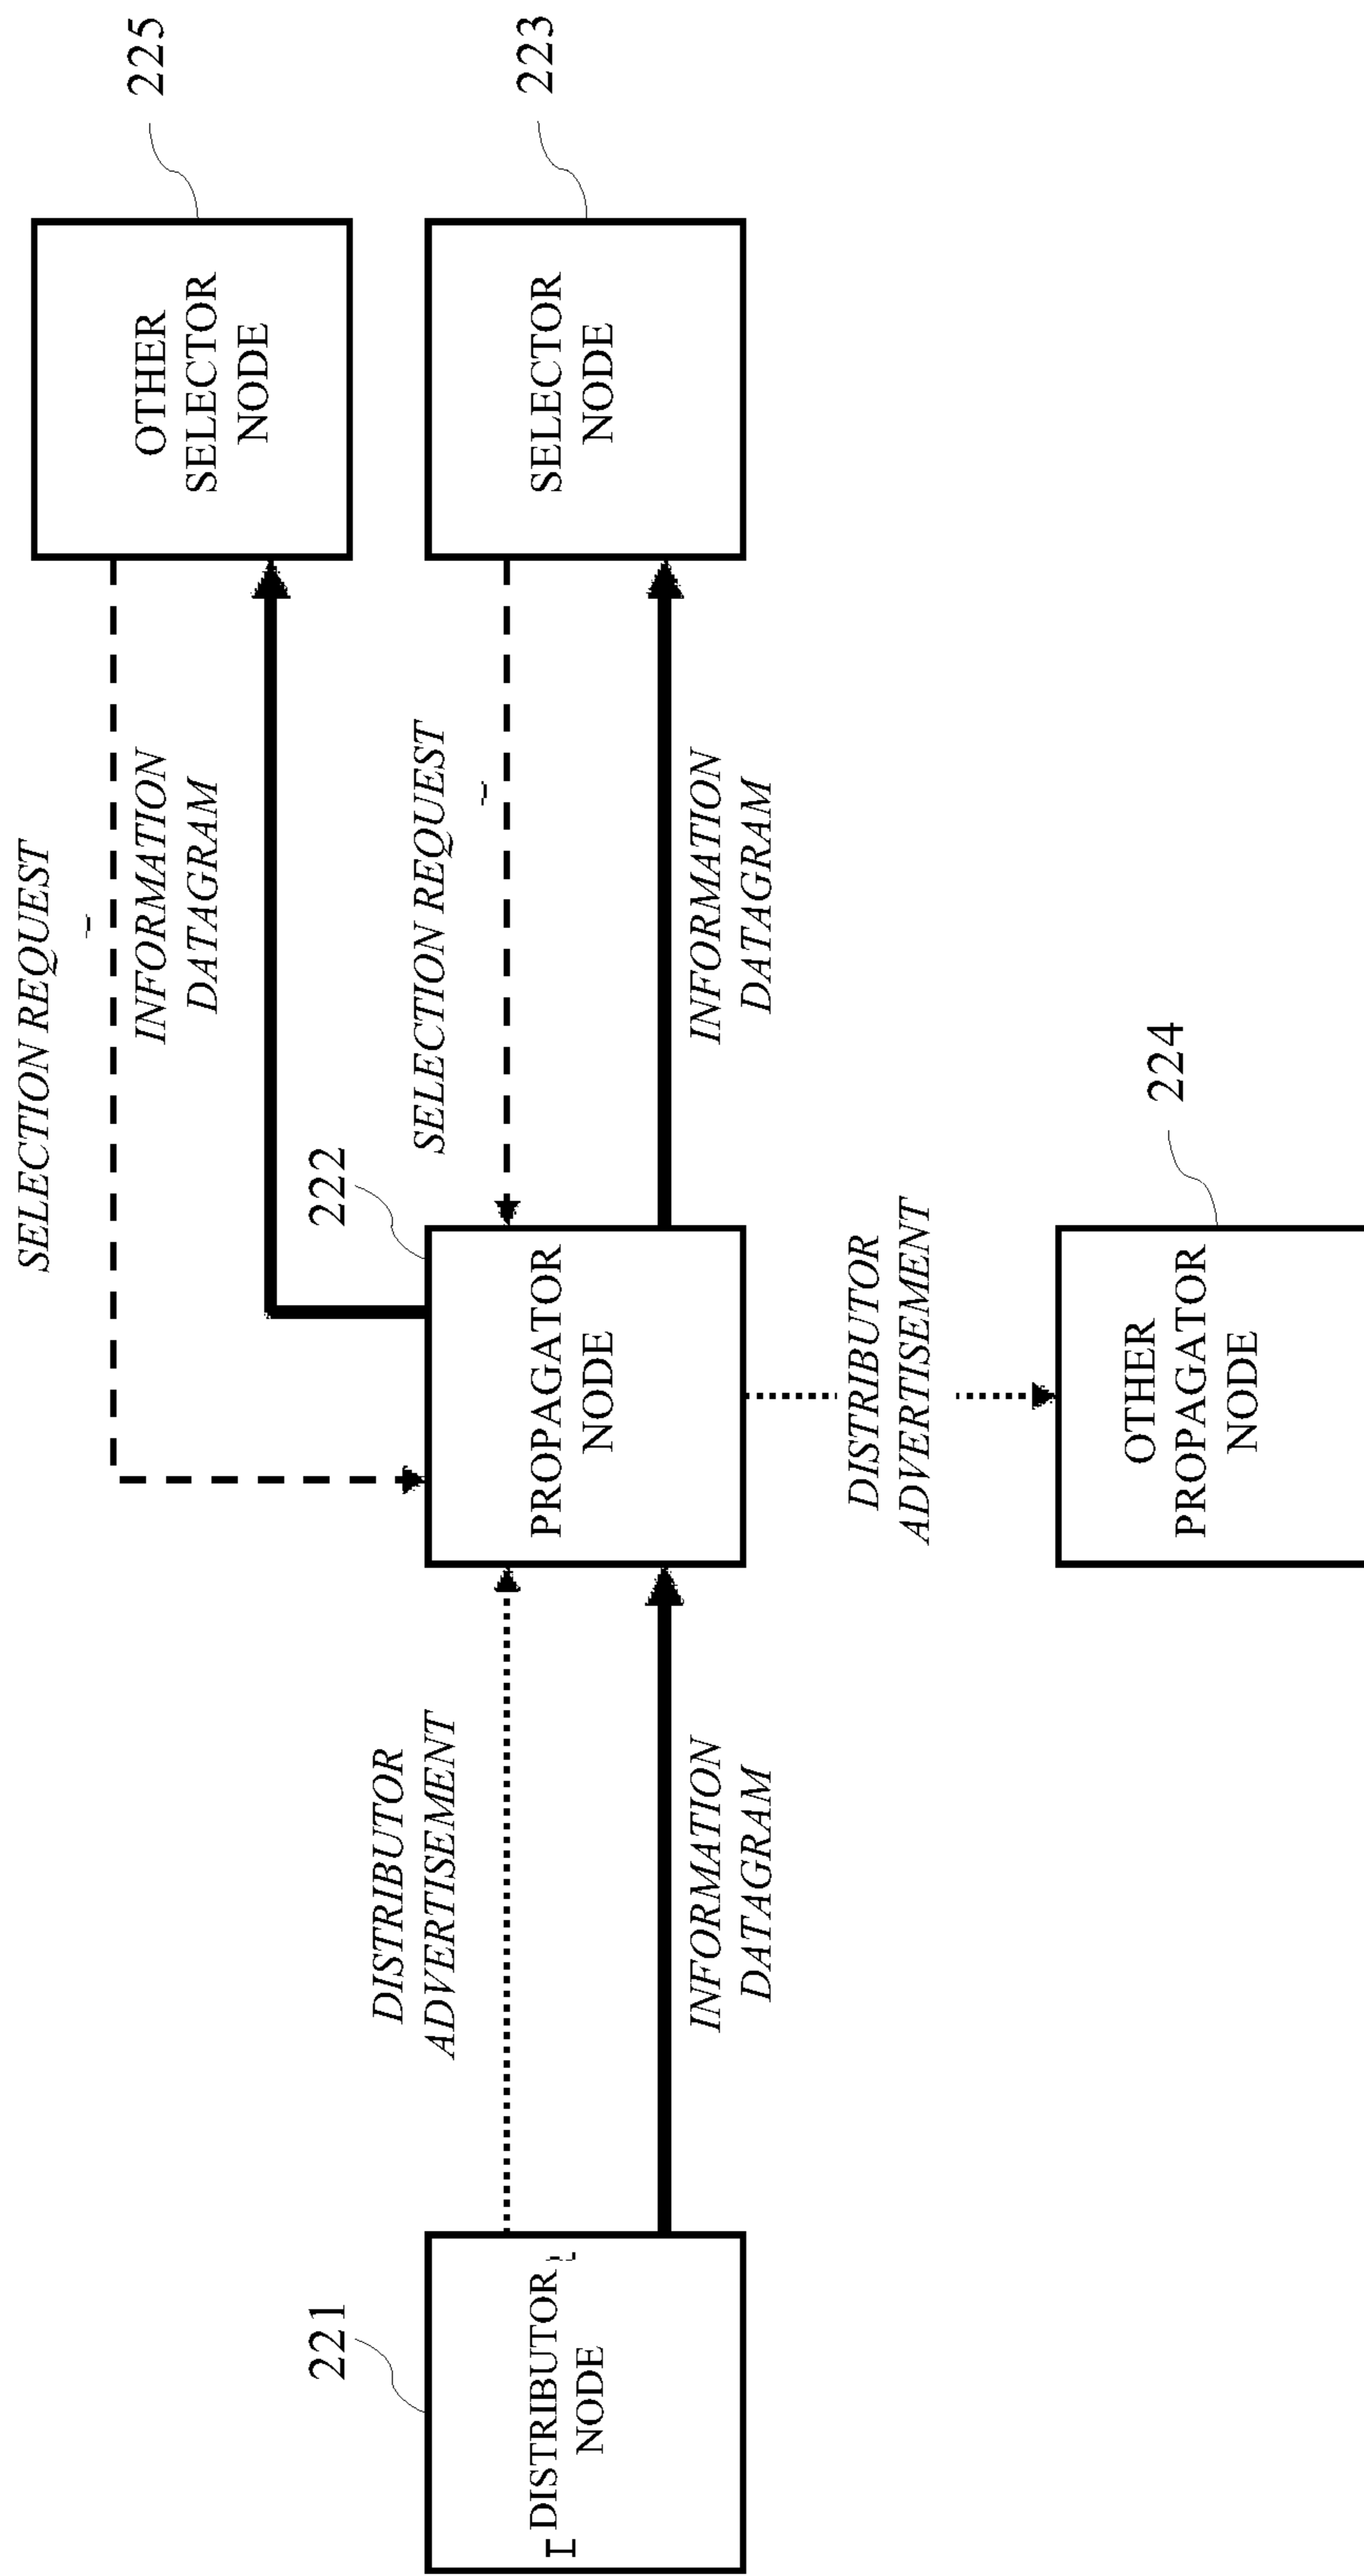 SELECTION REQUEST
225
OTHER
SELECTOR
NODE
INFORMATION
DATAGRAM
222
SELECTION REQUEST
223
221
DISTRIBUTOR
ADVERTISEMENT
DISTRIBUTOR
NODE
PROPAGATOR
NODE
SELECTOR
NODE
INFORMATION
DATAGRAM
INFORMATION
DATAGRAM
DISTRIBUTOR
ADVERTISEMENT
224
OTHER
PROPAGATOR
NODE